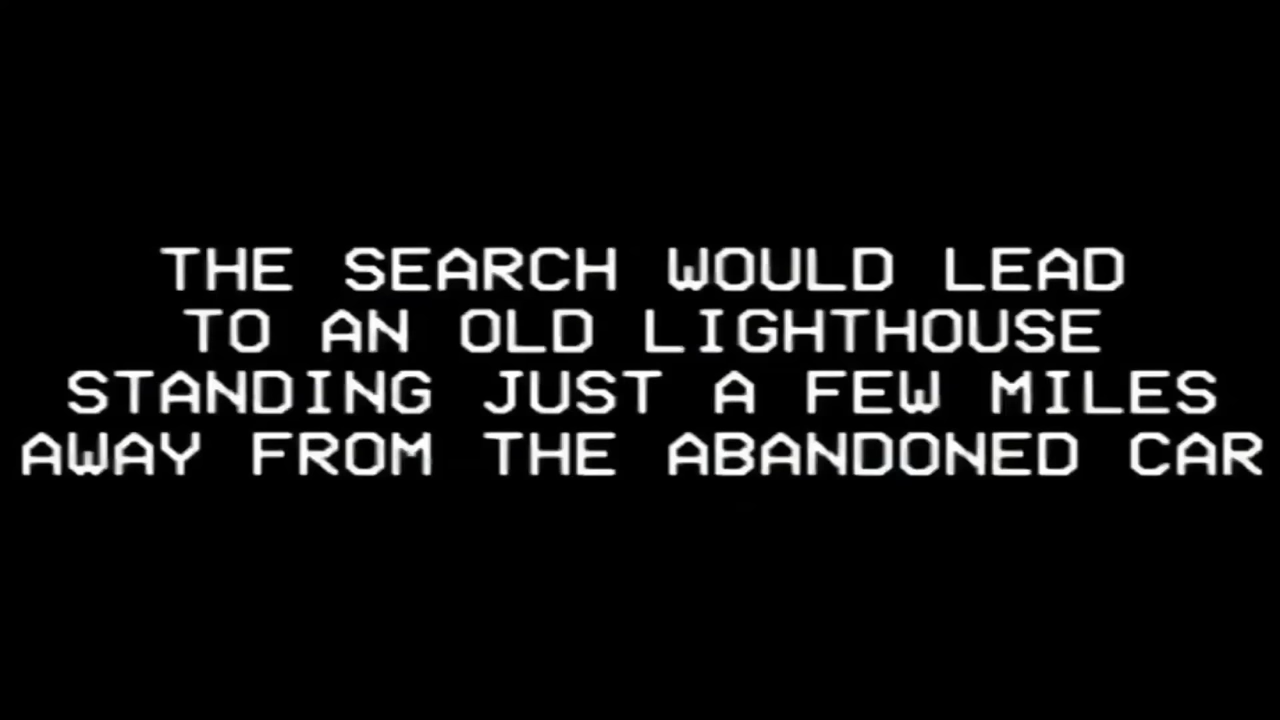 THE SEARCH WOULD LEAD
TO AN OLD LIGHTHOUSE
STANDING JUST A FEW MILES
AWAY FROM THE ABANDONED CAR